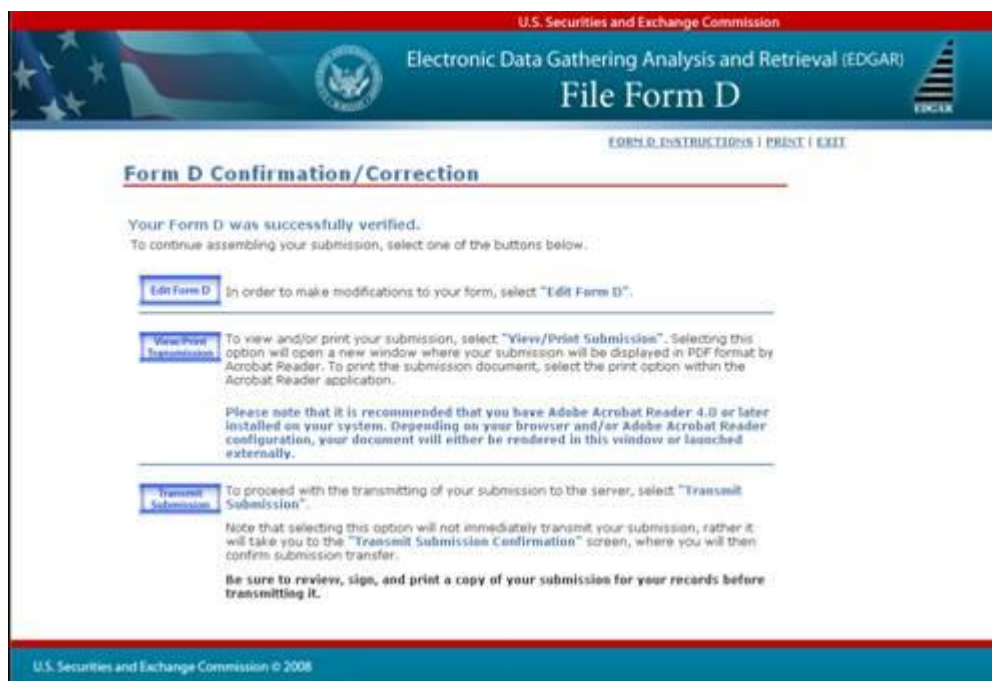 U.S. Securities and Exchange Commission
Electronic Data Gathering Analysis and Retrieval (EDGAR)
File Form D
EDGAR
FORM D INSTRUCTIONS | PRINT | EXIT
Form D Confirmation/Correction
Your Form D was successfully verified.
To continue assembling your submission, select one of the buttons below.
Edit Form D
In order to make modifications to your form, select "Edit Form D".
View/Print
Transmission
To view and/or print your submission, select "View/Print Submission". Selecting this
option will open a new window where your submission will be displayed in PDF format by
Acrobat Reader. To print the submission document, select the print option within the
Acrobat Reader application.
Please note that it is recommended that you have Adobe Acrobat Reader 4.0 or later
installed on your system. Depending on your browser and/or Adobe Acrobat Reader
configuration, your document will either be rendered in this window or launched
externally.
Transmit
Submission
To proceed with the transmitting of your submission to the server, select "Transmit
Submission".
Note that selecting this option will not immediately transmit your submission, rather it
will take you to the "Transmit Submission Confirmation" screen, where you will then
confirm submission transfer.
Be sure to review, sign, and print a copy of your submission for your records before
transmitting it.
U.S. Securities and Exchange Commission © 2008